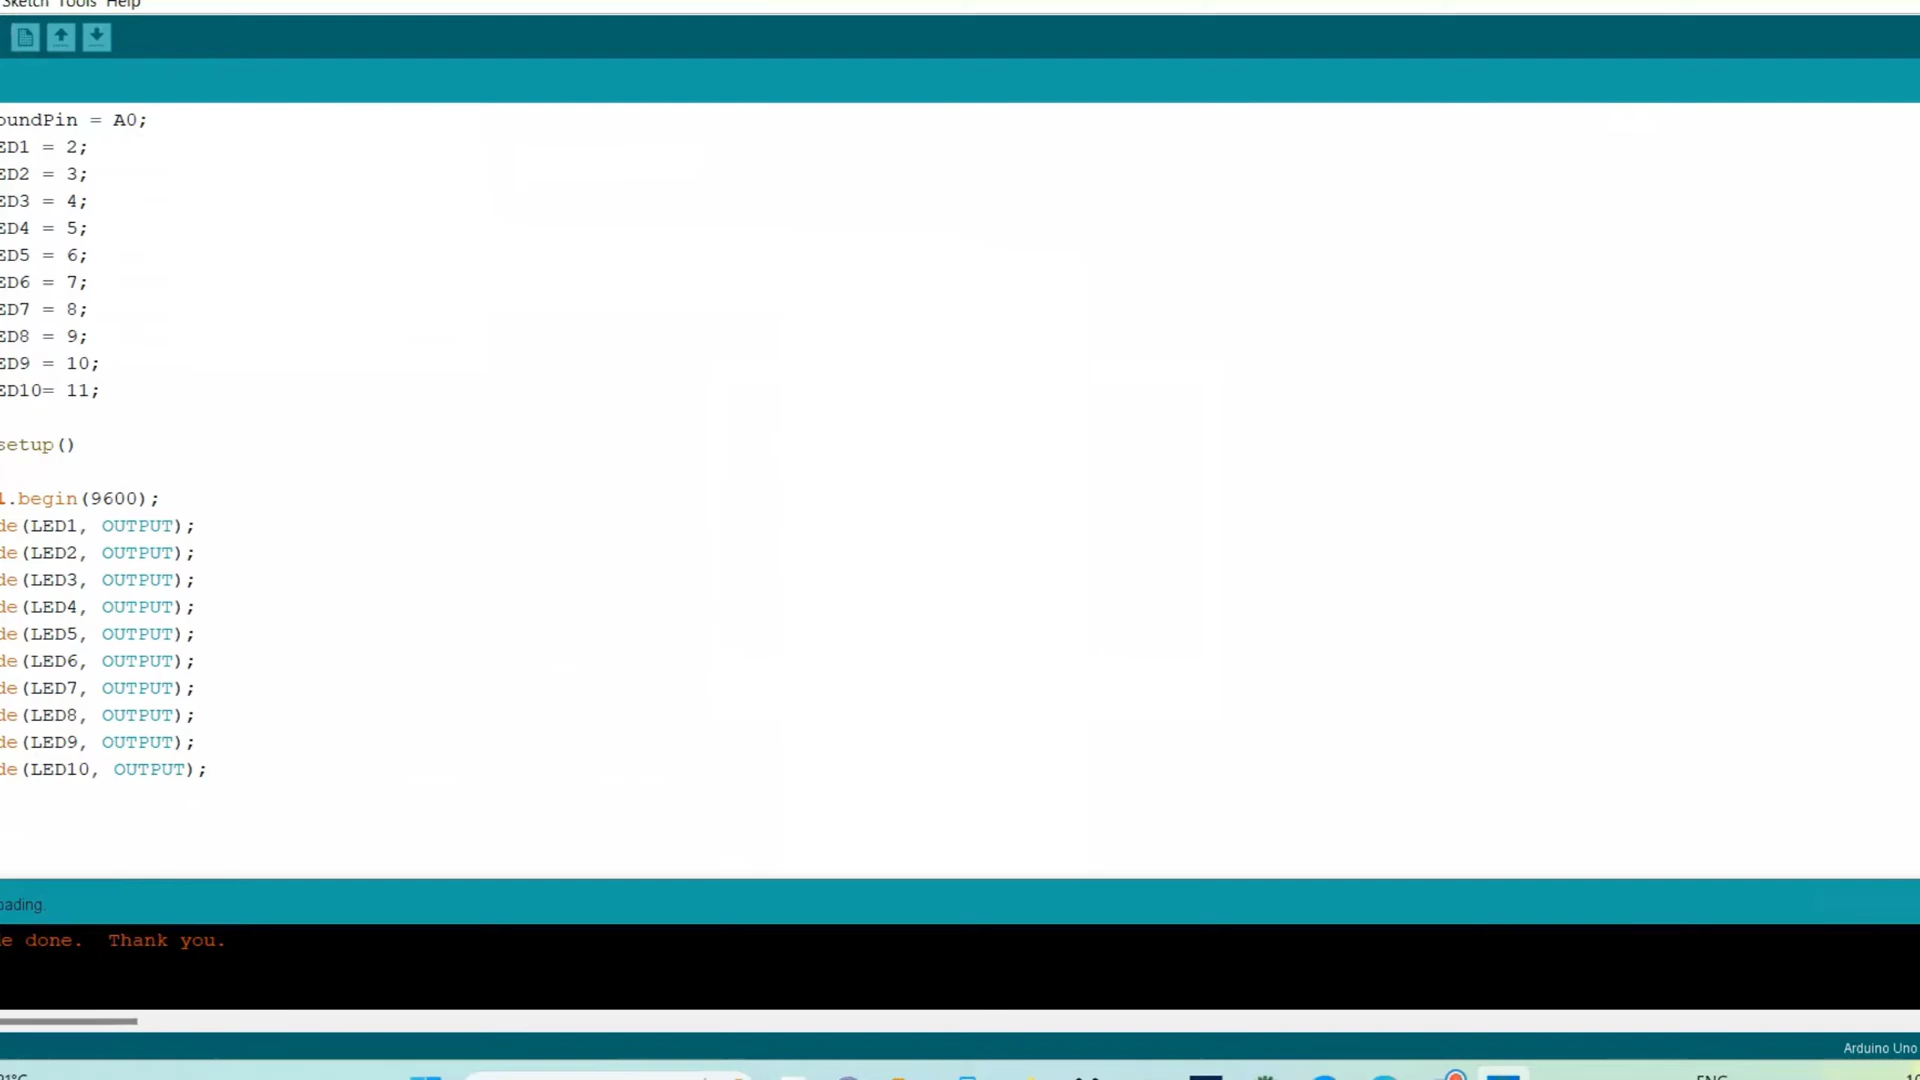 Sketch Tools Help
oundPin = A0;
ED1 = 2;
ED2 = 3;
ED3 = 4;
ED4 = 5;
ED5 = 6;
ED6 = 7;
ED7 = 8;
ED8 = 9;
ED9 = 10;
ED10= 11;
setup()
l.begin(9600);
de(LED1, OUTPUT);
de(LED2, OUTPUT);
de(LED3, OUTPUT);
de(LED4, OUTPUT);
de(LED5, OUTPUT);
de(LED6, OUTPUT);
de(LED7, OUTPUT);
de(LED8, OUTPUT);
de(LED9, OUTPUT);
de(LED10, OUTPUT);
oading.
e done. Thank you.
Arduino Uno
ENG